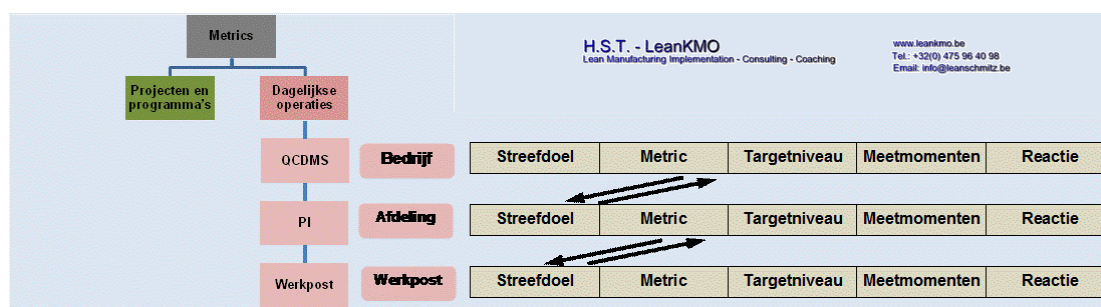 Metrics
H.S.T. - LeanKMO
Lean Manufacturing Implementation - Consulting - Coaching
www.leankmo.be
Tel.: +32(0) 475 96 40 98
Email: info@leanschmitz.be
Projecten en
programma's
Dagelijkse
operaties
QCDMS
Bedrijf
Streefdoel Metric Targetniveau Meetmomenten Reactie
PI
Afdeling
Streefdoel Metric Targetniveau Meetmomenten Reactie
Werkpost
Werkpost
Streefdoel Metric Targetniveau Meetmomenten Reactie